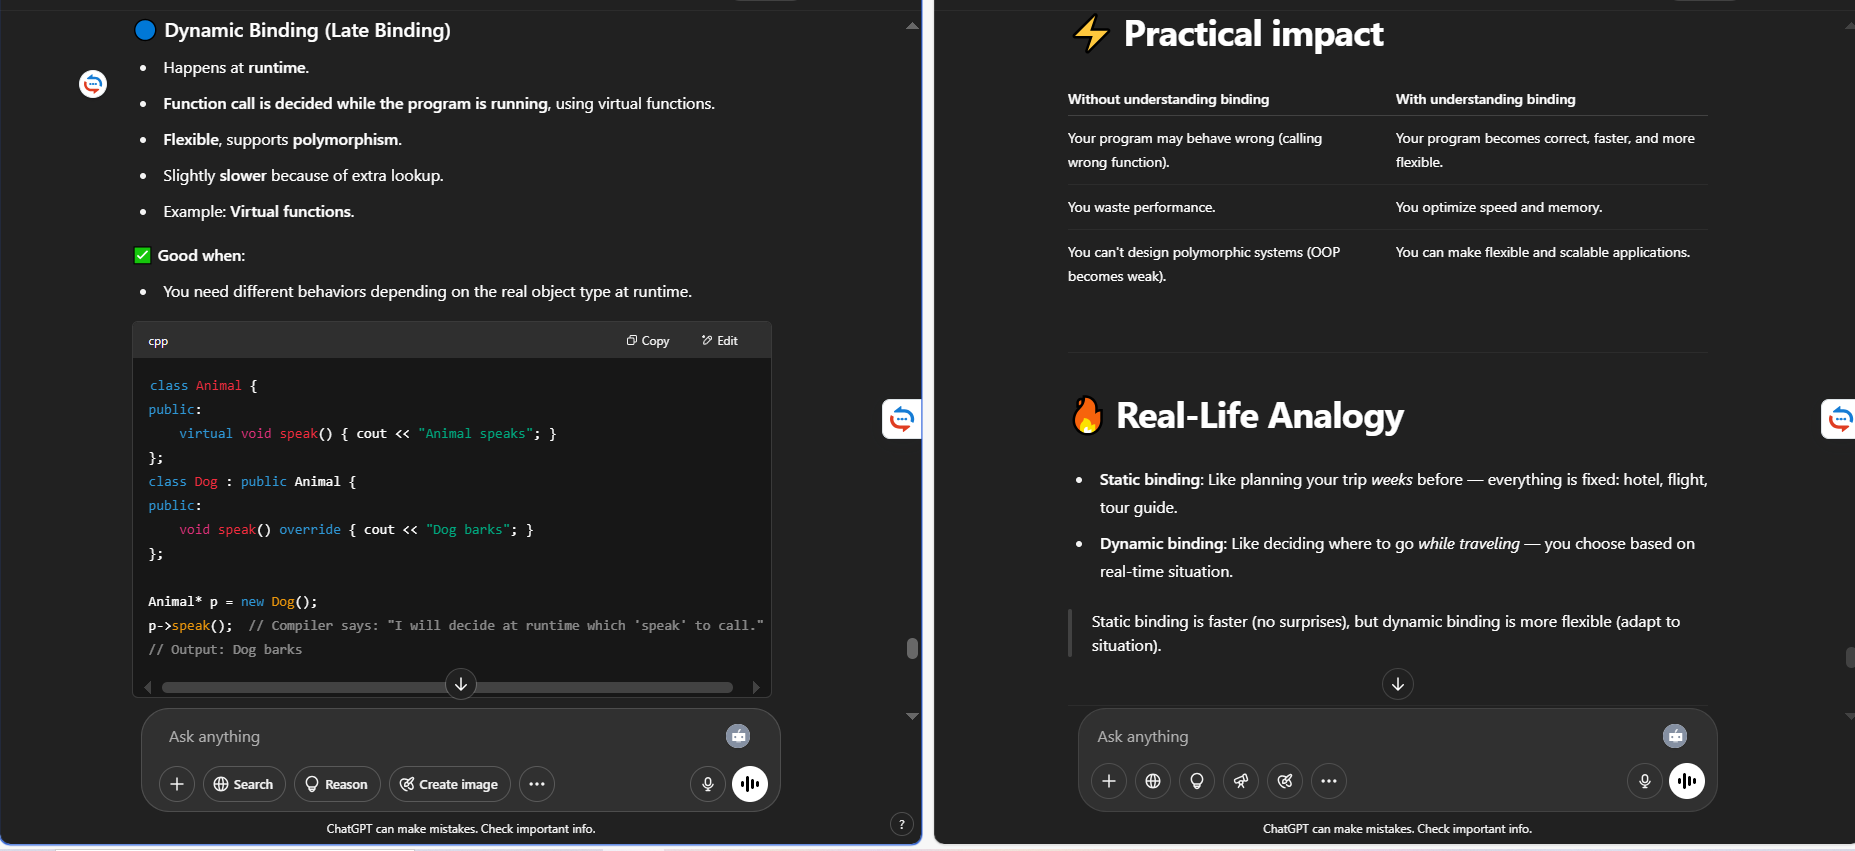 Dynamic Binding (Late Binding)
Happens at runtime.
Function call is decided while the program is running, using virtual functions.
Flexible, supports polymorphism.
Slightly slower because of extra lookup.
Example: Virtual functions.
Good when:
You need different behaviors depending on the real object type at runtime.
cpp
Copy
Edit
class Animal {
public:
    virtual void speak() { cout << "Animal speaks"; }
};
class Dog : public Animal {
public:
    void speak() override { cout << "Dog barks"; }
};
Animal* p = new Dog();
p->speak();  // Compiler says: "I will decide at runtime which 'speak' to call."
// Output: Dog barks
Ask anything
Search
Reason
Create image
ChatGPT can make mistakes. Check important info.
?
Practical impact
Without understanding binding
With understanding binding
Your program may behave wrong (calling
wrong function).
Your program becomes correct, faster, and more
flexible.
You waste performance.
You optimize speed and memory.
You can't design polymorphic systems (OOP
becomes weak).
You can make flexible and scalable applications.
Real-Life Analogy
Static binding: Like planning your trip weeks before — everything is fixed: hotel, flight,
tour guide.
Dynamic binding: Like deciding where to go while traveling — you choose based on
real-time situation.
Static binding is faster (no surprises), but dynamic binding is more flexible (adapt to
situation).
Ask anything
ChatGPT can make mistakes. Check important info.